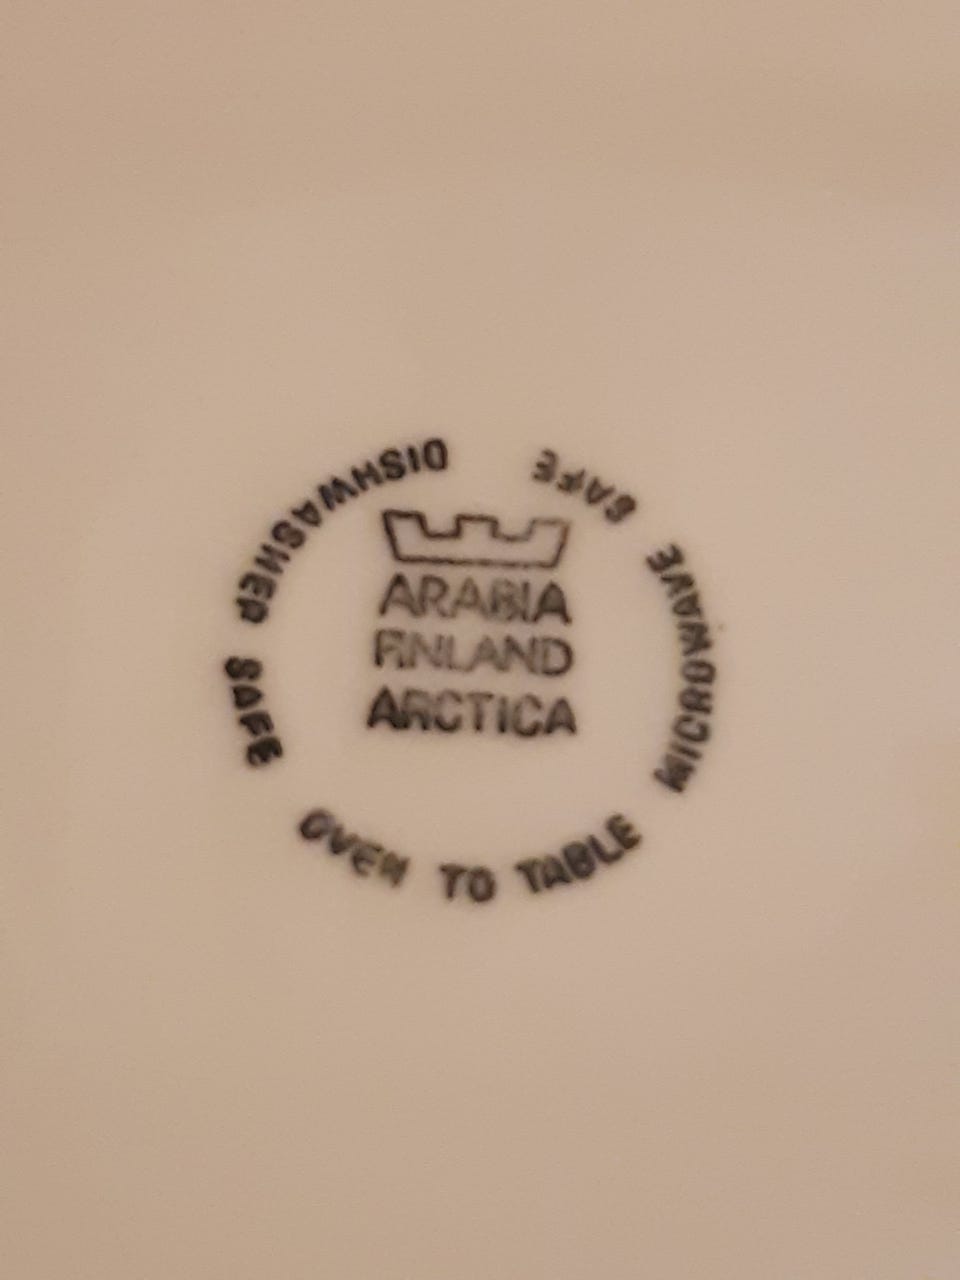 ARABIA
FINLAND
ARCTICA
DISHWASHER SAFE
OVEN TO TABLE
MICROWAVE SAFE